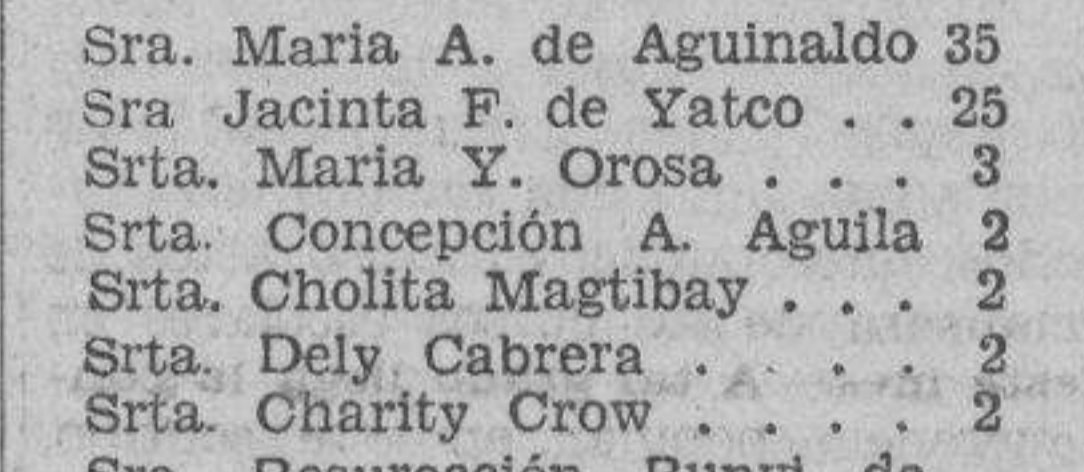 Sra. Maria A. de Aguinaldo 35
Sra Jacinta F. de Yatco . . 25
Srta. Maria Y. Orosa . . . 3
Srta. Concepción A. Aguila 2
Srta. Cholita Magtibay . . . 2
Srta. Dely Cabrera . . . . 2
Srta. Charity Crow . . . . 2